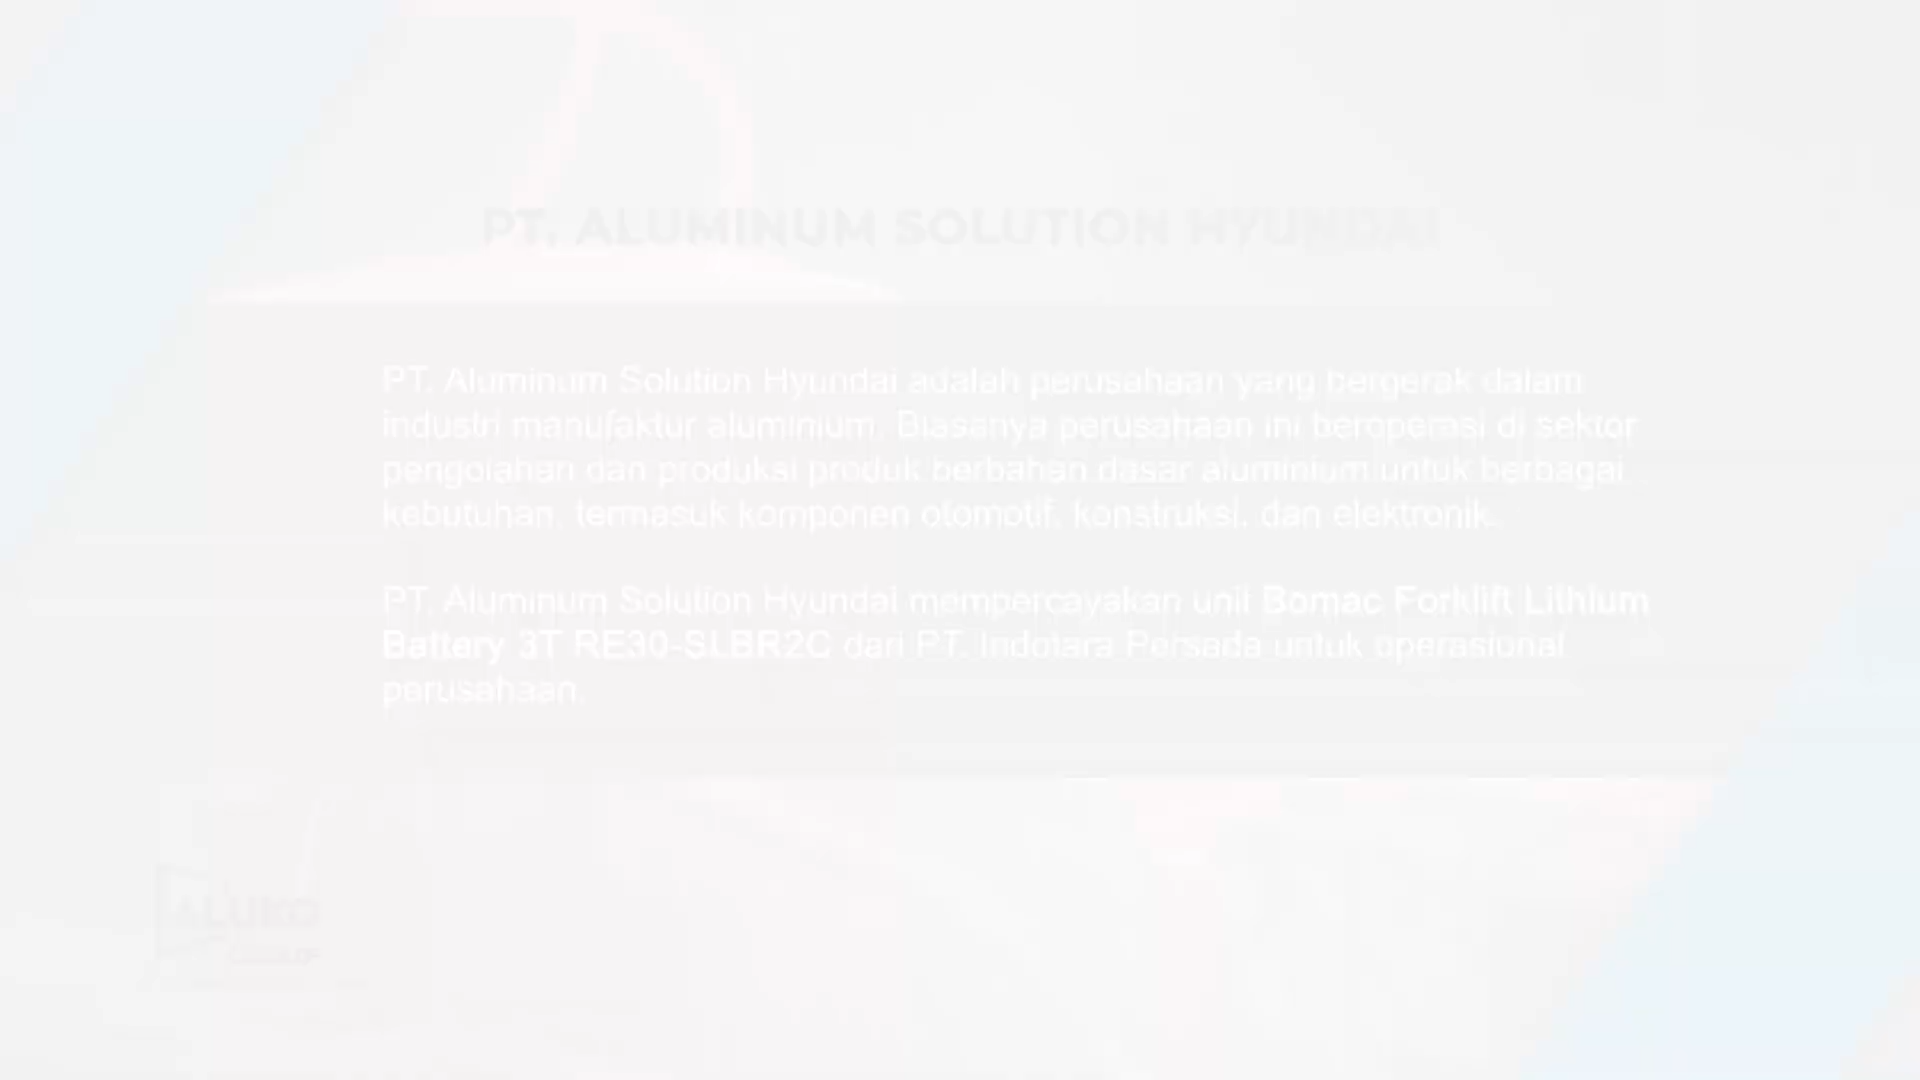 PT. ALUMINUM SOLUTION HYUNDAI
PT. Aluminum Solution Hyundai adalah perusahaan yang bergerak dalam
industri manufaktur aluminium. Biasanya perusahaan ini beroperasi di sektor
pengolahan dan produksi produk berbahan dasar aluminium untuk berbagai
kebutuhan, termasuk komponen otomotif, konstruksi, dan elektronik.
PT. Aluminum Solution Hyundai mempercayakan unit Bomac Forklift Lithium
Battery 3T RE30-SLBR2C dari PT. Indotara Persada untuk operasional
perusahaan.
ALUKO
GROUP